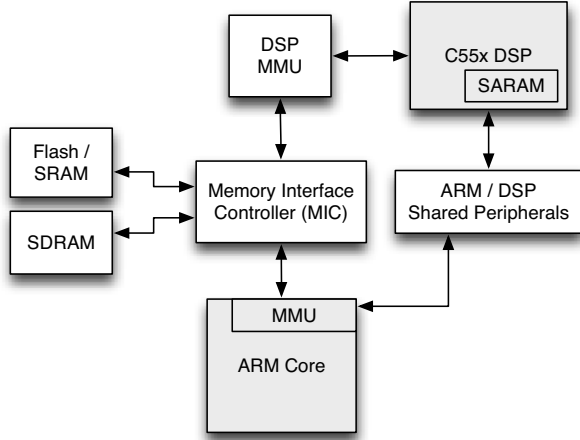 DSP
MMU
C55x DSP
SARAM
Flash /
SRAM
Memory Interface
Controller (MIC)
ARM / DSP
Shared Peripherals
SDRAM
MMU
ARM Core